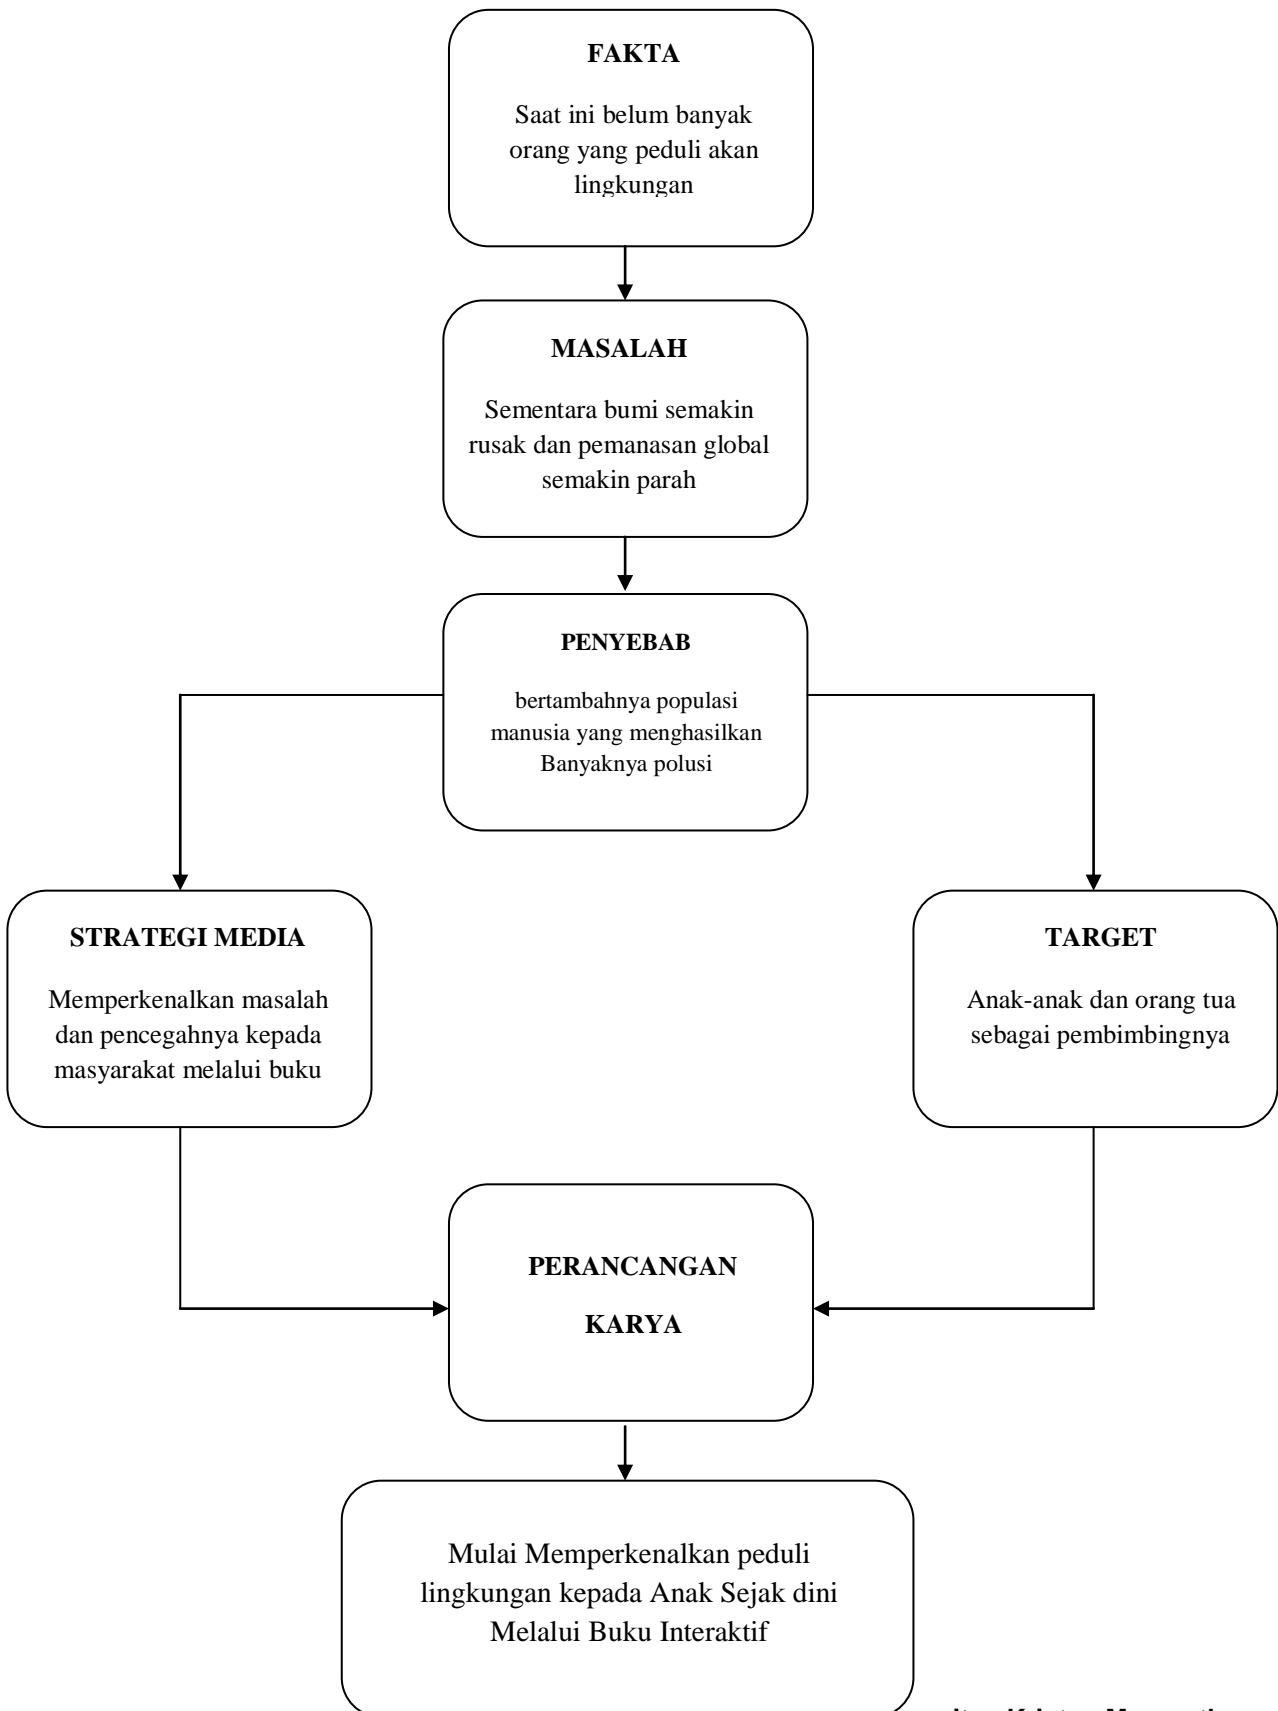 FAKTA
Saat ini belum banyak
orang yang peduli akan
lingkungan
MASALAH
Sementara bumi semakin
rusak dan pemanasan global
semakin parah
PENYEBAB
bertambahnya populasi
manusia yang menghasilkan
Banyaknya polusi
STRATEGI MEDIA
Memperkenalkan masalah
dan pencegahnya kepada
masyarakat melalui buku
TARGET
Anak-anak dan orang tua
sebagai pembimbingnya
PERANCANGAN
KARYA
Mulai Memperkenalkan peduli
lingkungan kepada Anak Sejak dini
Melalui Buku Interaktif